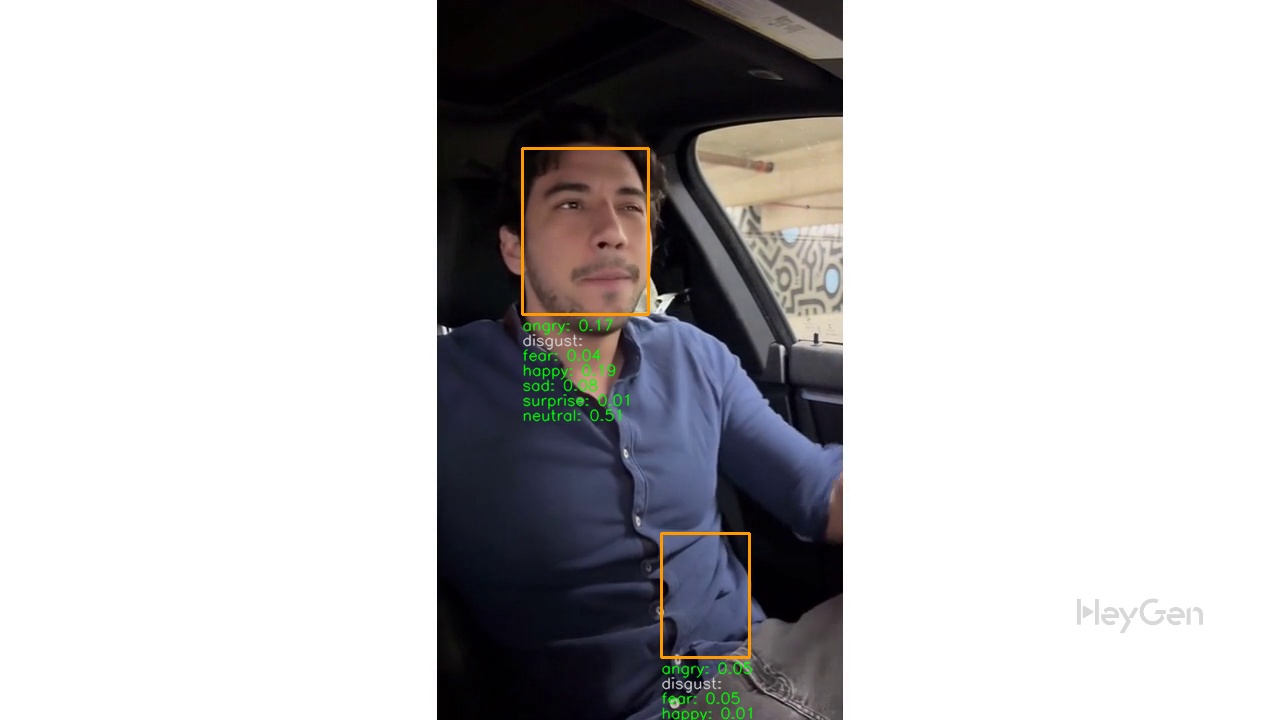 angry: 0.17
disgust:
fear: 0.04
happy: 0.19
sad: 0.08
surprise: 0.01
neutral: 0.51
angry: 0.05
disgust:
fear: 0.05
happy: 0.01
HeyGen